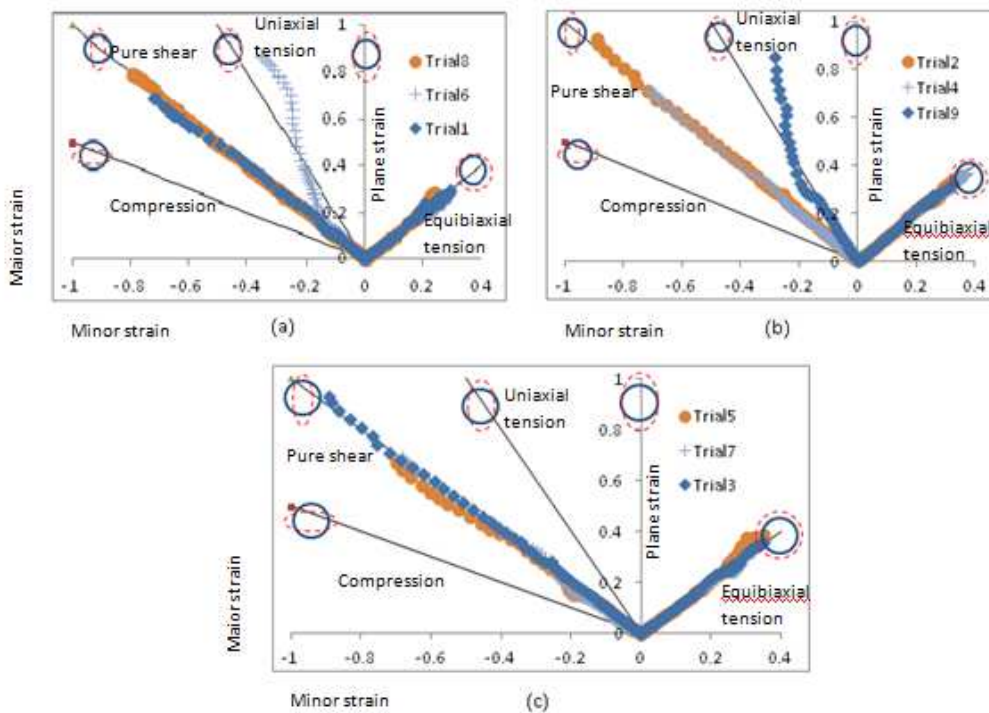 1
Uniaxial
tension
Pure shear
0.8
Trial8
Trial6
Trial1
0.6
Plane strain
0.4
Compression
0.2
Equibiaxial
tension
0
-1 -0.8 -0.6 -0.4 -0.2 0 0.2 0.4
Maior strain
Minor strain
(a)
1
Uniaxial
tension
0.8
Pure shear
Trial2
Trial4
Trial9
0.6
Plane strain
0.4
Compression
0.2
Equibiaxial
tension
0
-1 -0.8 -0.6 -0.4 -0.2 0 0.2 0.4
Minor strain
(b)
1
Uniaxial
tension
0.8
Pure shear
Trial5
Trial7
Trial3
0.6
Plane strain
0.4
Compression
0.2
Equibiaxial
tension
0
-1 -0.8 -0.6 -0.4 -0.2 0 0.2 0.4
Maior strain
Minor strain
(c)